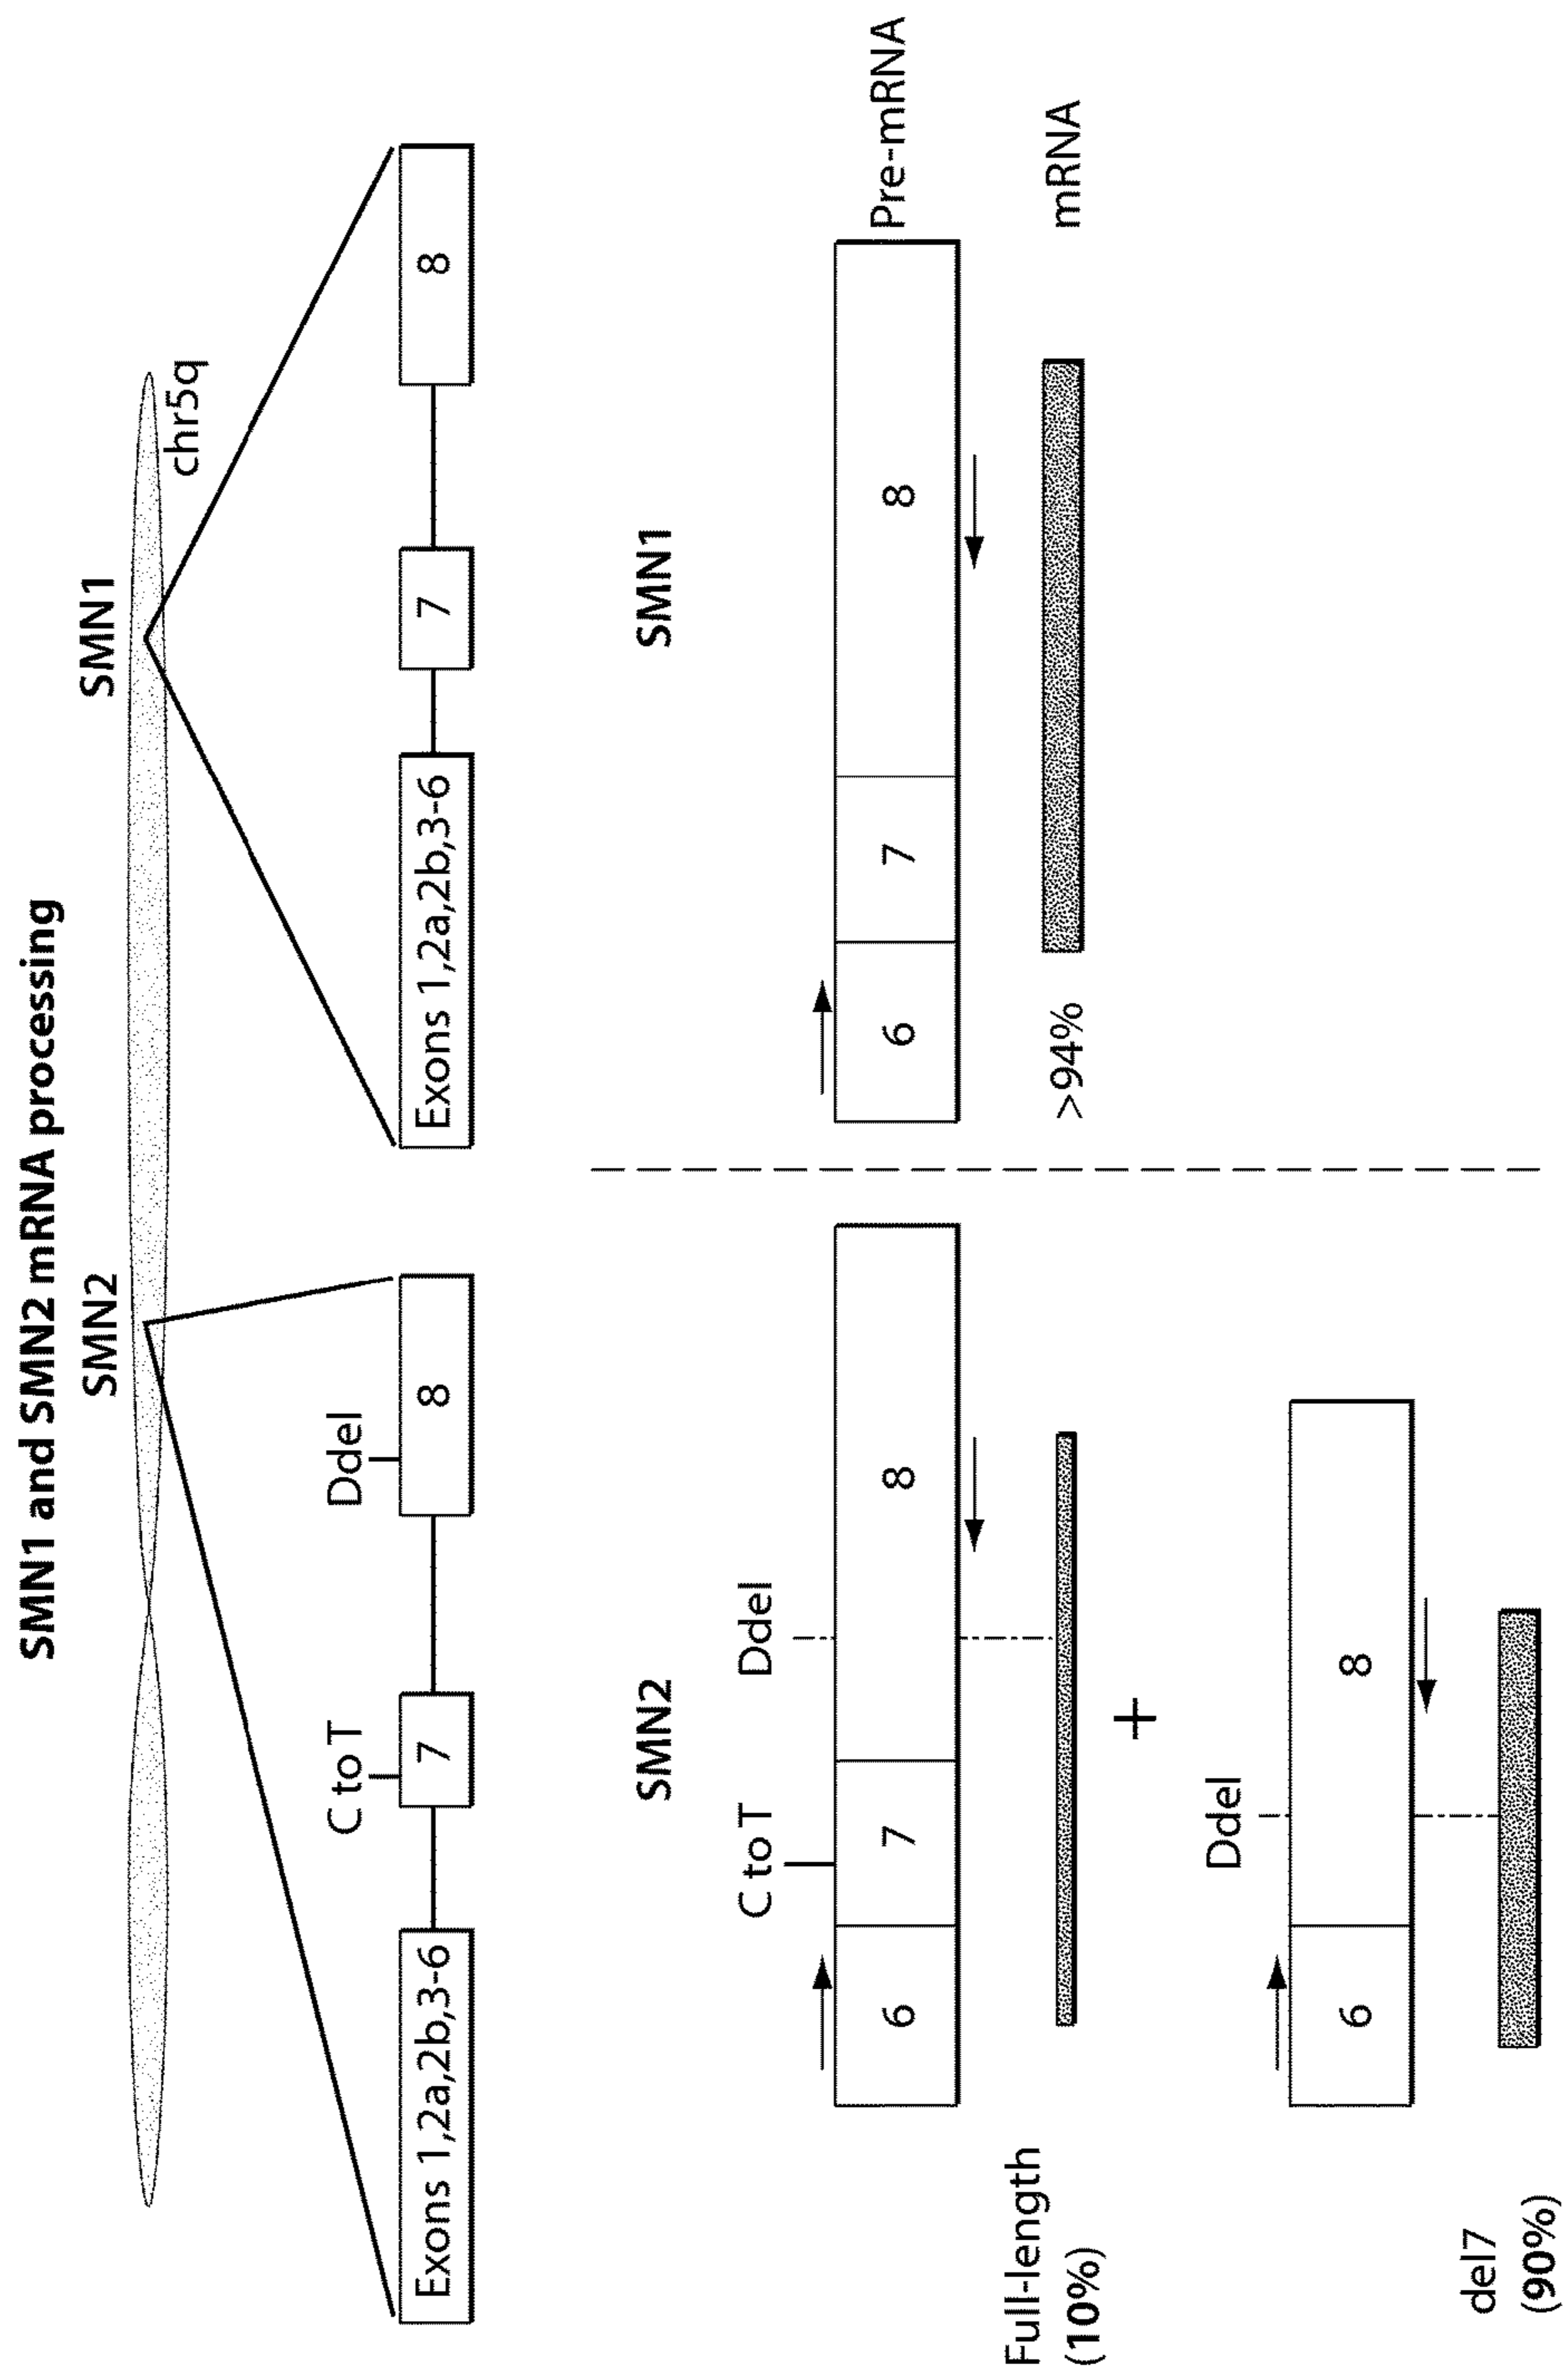 SMN1 and SMN2 mRNA processing
SMN2
SMN1
chr5q
C to T
DdeI
Exons 1,2a,2b,3-6
7
8
Exons 1,2a,2b,3-6
7
8
SMN2
SMN1
C to T
DdeI
6
7
8
6
7
8
Pre-mRNA
Full-length
(10%)
>94%
mRNA
+
DdeI
6
8
del7
(90%)